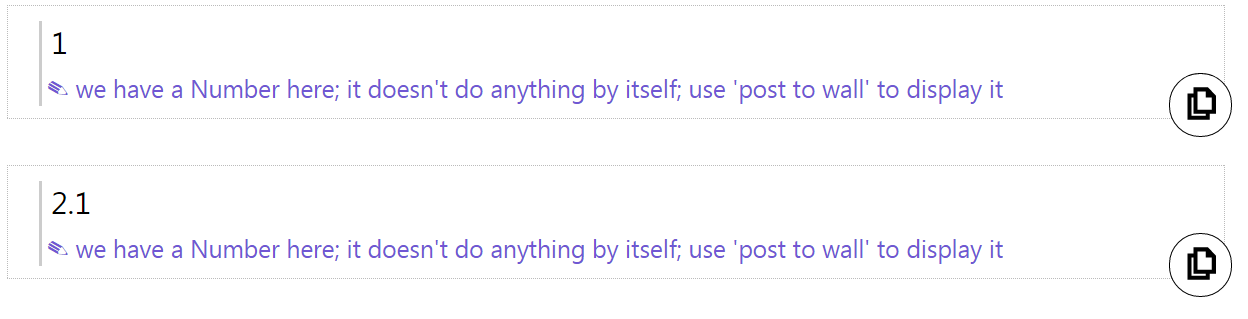 1
✎ we have a Number here; it doesn't do anything by itself; use 'post to wall' to display it
2.1
✎ we have a Number here; it doesn't do anything by itself; use 'post to wall' to display it